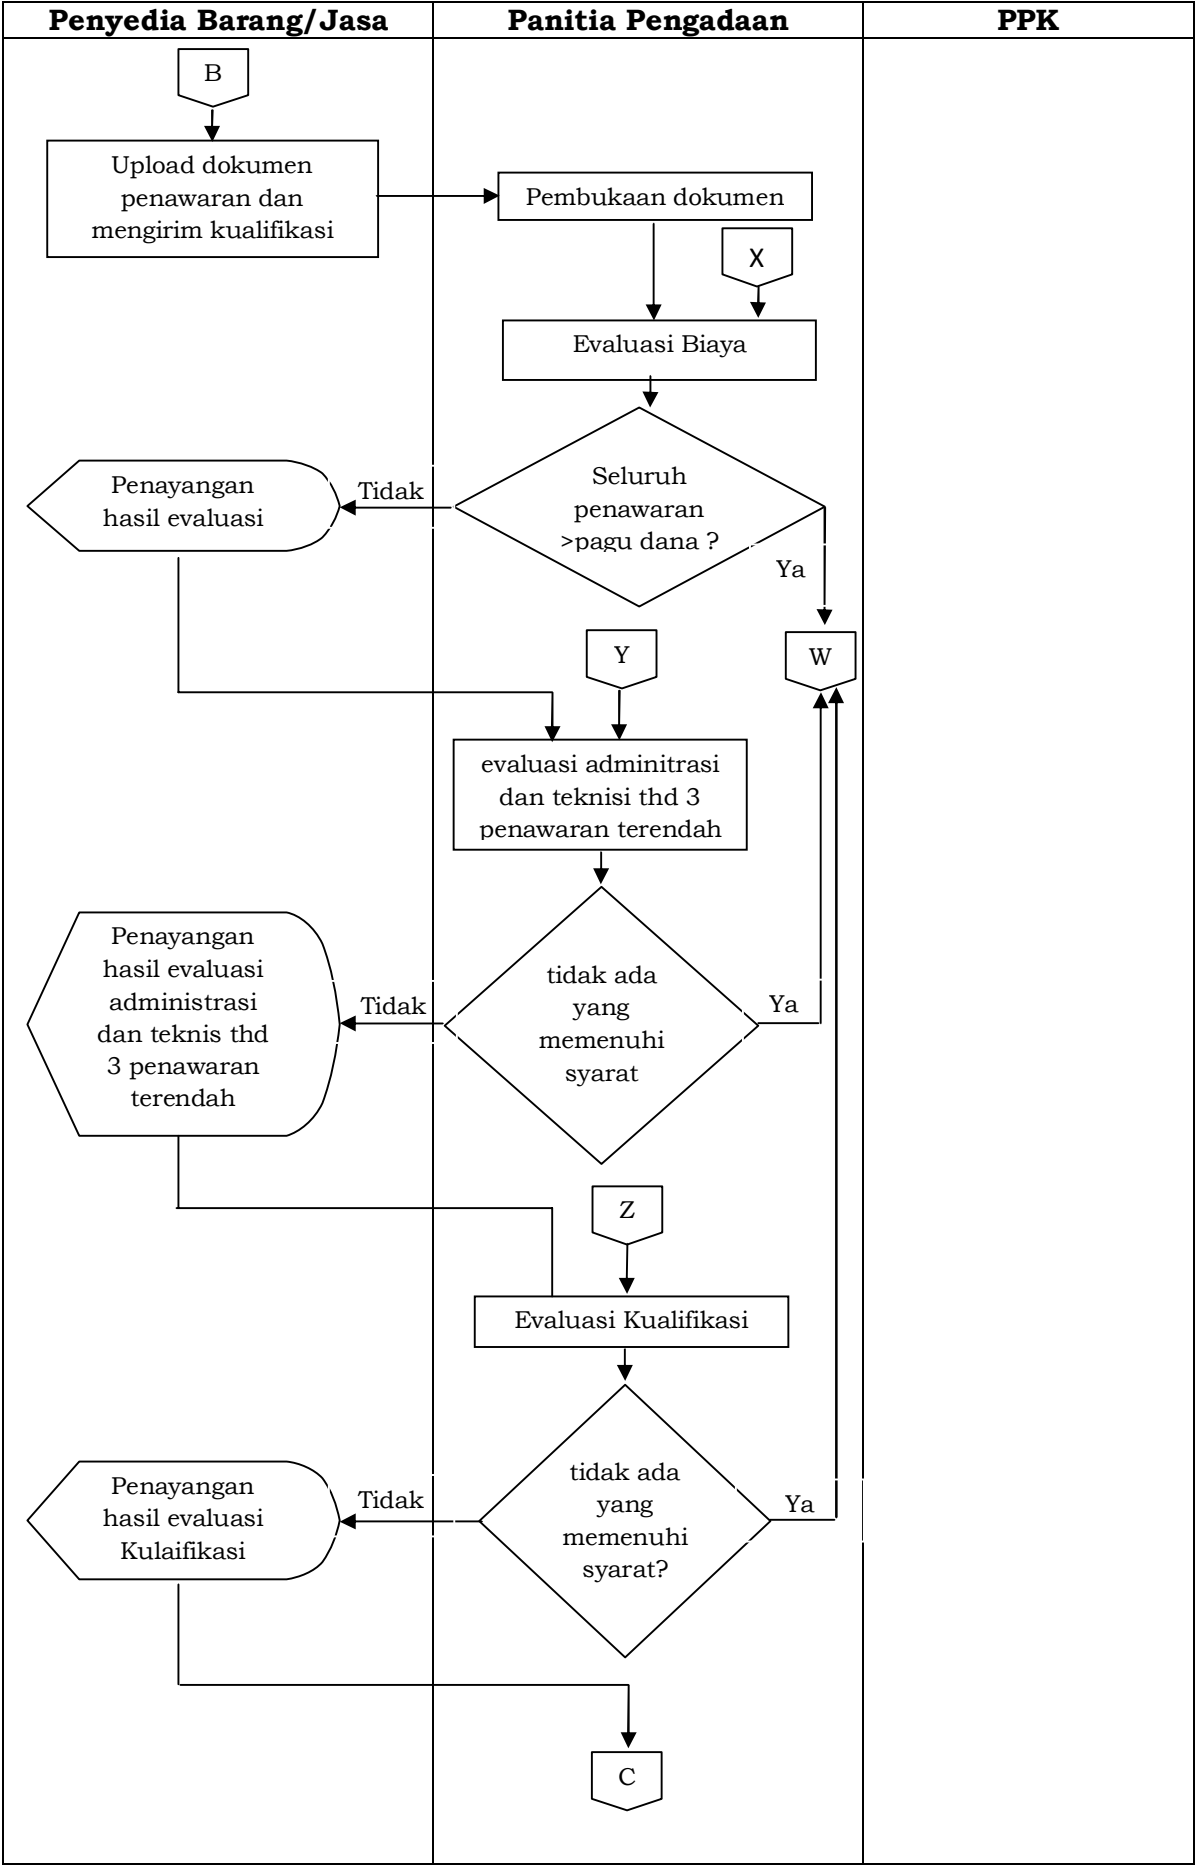 Penyedia Barang/Jasa
Panitia Pengadaan
PPK
B
Upload dokumen
penawaran dan
mengirim kualifikasi
Pembukaan dokumen
X
Evaluasi Biaya
Seluruh
penawaran
>pagu dana ?
Tidak
Penayangan
hasil evaluasi
Ya
Y
W
evaluasi adminitrasi
dan teknisi thd 3
penawaran terendah
tidak ada
yang
memenuhi
syarat
Ya
Tidak
Penayangan
hasil evaluasi
administrasi
dan teknis thd
3 penawaran
terendah
Z
Evaluasi Kualifikasi
tidak ada
yang
memenuhi
syarat?
Ya
Tidak
Penayangan
hasil evaluasi
Kulaifikasi
C